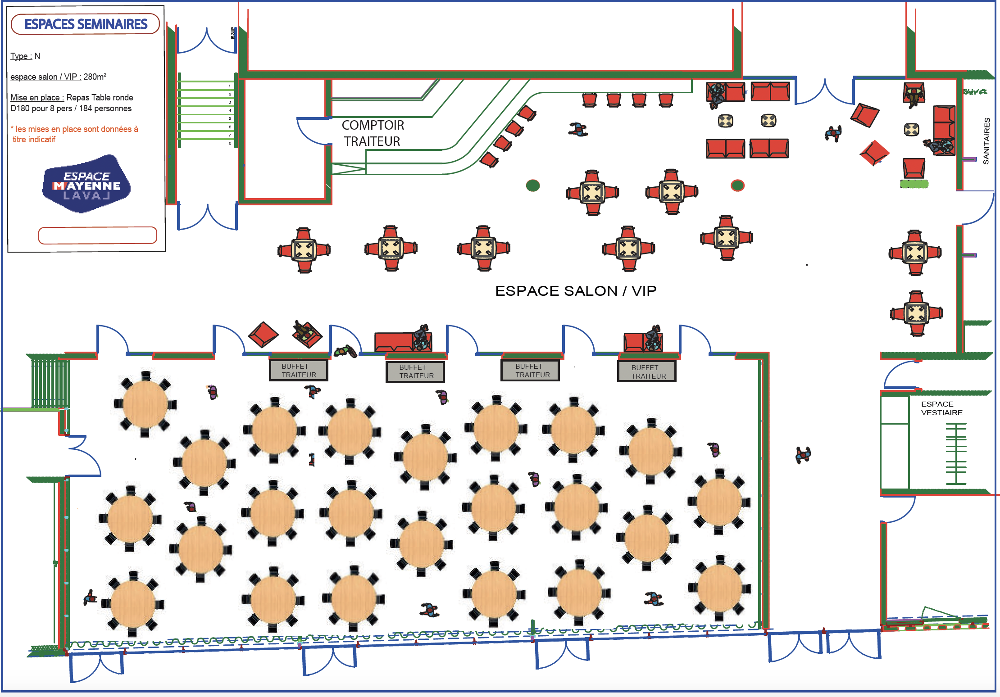 ESPACES SEMINAIRES
Type : N
espace salon / VIP : 280m²
Mise en place : Repas Table ronde
D180 pour 8 pers / 184 personnes
* les mises en place sont données à
titre indicatif
ESPACE
MAYENNE
LAVAL
IS 3UP
1
2
3
4
5
6
7
8
COMPTOIR
TRAITEUR
SANITAIRES
ESPACE SALON / VIP
BUFFET
TRAITEUR
BUFFET
TRAITEUR
BUFFET
TRAITEUR
BUFFET
TRAITEUR
ESPACE
VESTIAIRE